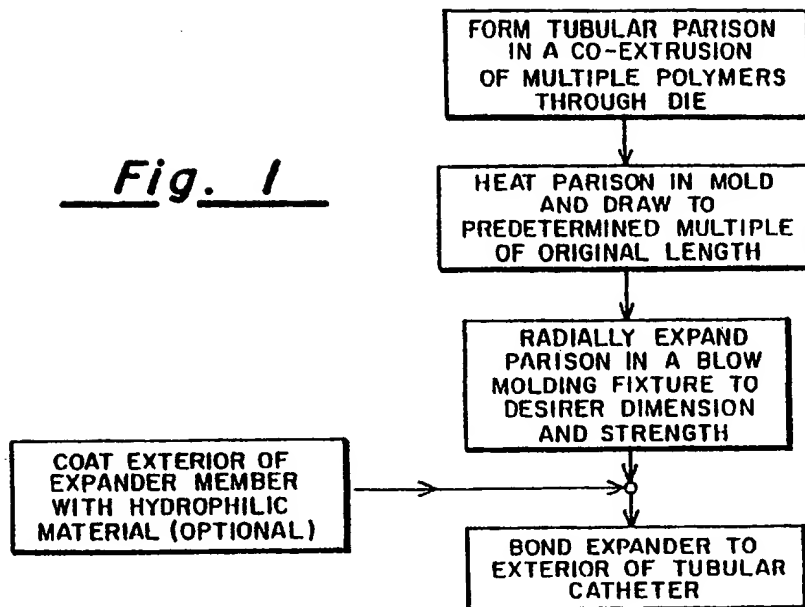 FORM TUBULAR PARISON
IN A CO-EXTRUSION
OF MULTIPLE POLYMERS
THROUGH DIE
Fig. 1
HEAT PARISON IN MOLD
AND DRAW TO
PREDETERMINED MULTIPLE
OF ORIGINAL LENGTH
RADIALLY EXPAND
PARISON IN A BLOW
MOLDING FIXTURE TO
DESIRER DIMENSION
AND STRENGTH
COAT EXTERIOR OF
EXPANDER MEMBER
WITH HYDROPHILIC
MATERIAL (OPTIONAL)
BOND EXPANDER TO
EXTERIOR OF TUBULAR
CATHETER